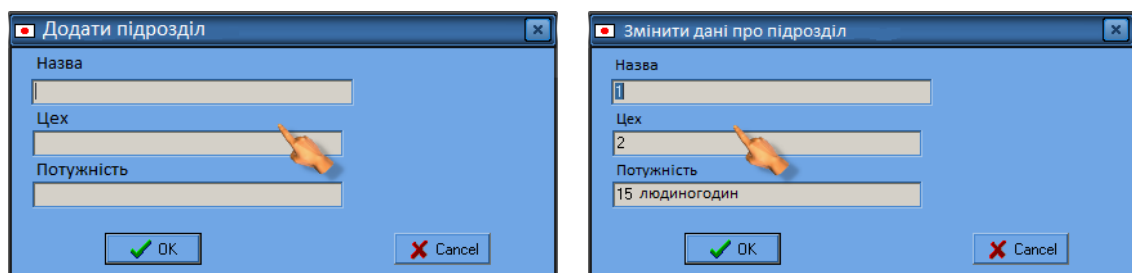 Додати підрозділ
Назва
Цех
Потужність
OK Cancel
Змінити дані про підрозділ
Назва
1
Цех
2
Потужність
15 людиногодин
OK Cancel